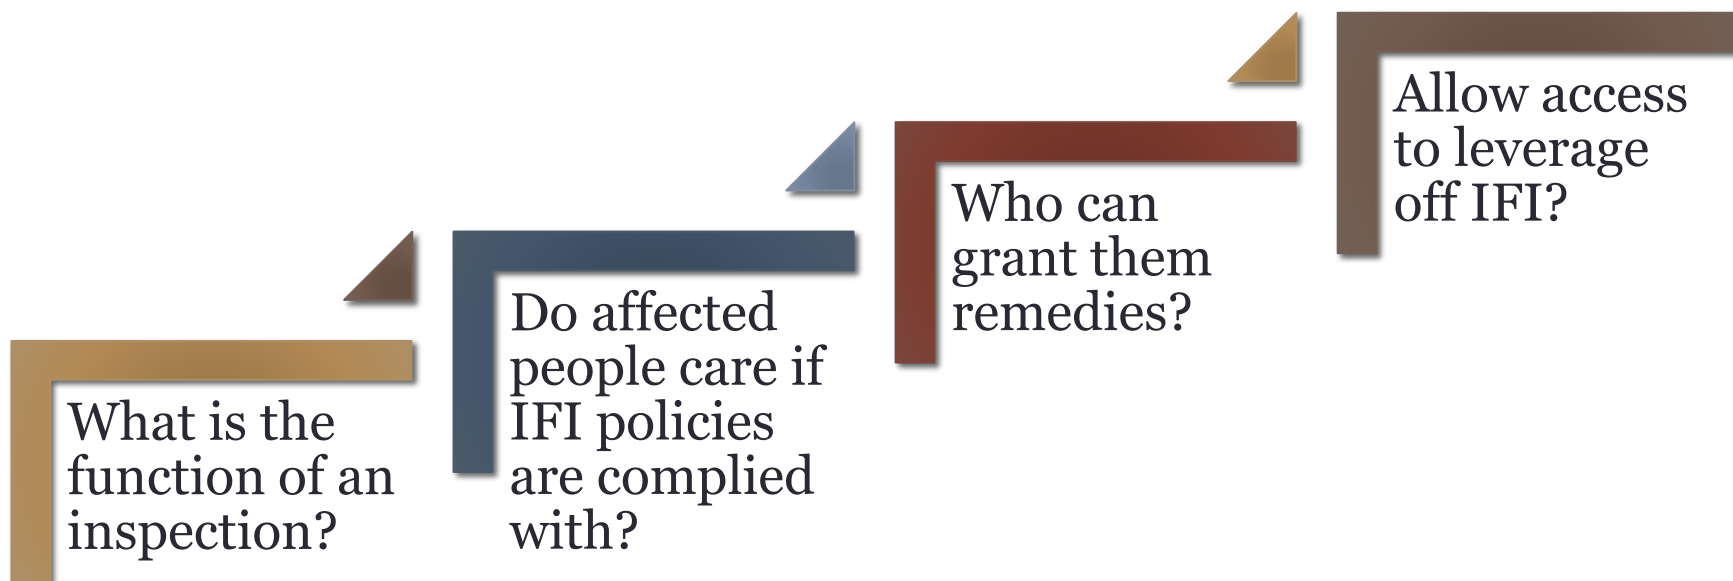 What is the
function of an
inspection?
Do affected
people care if
IFI policies
are complied
with?
Who can
grant them
remedies?
Allow access
to leverage
off IFI?